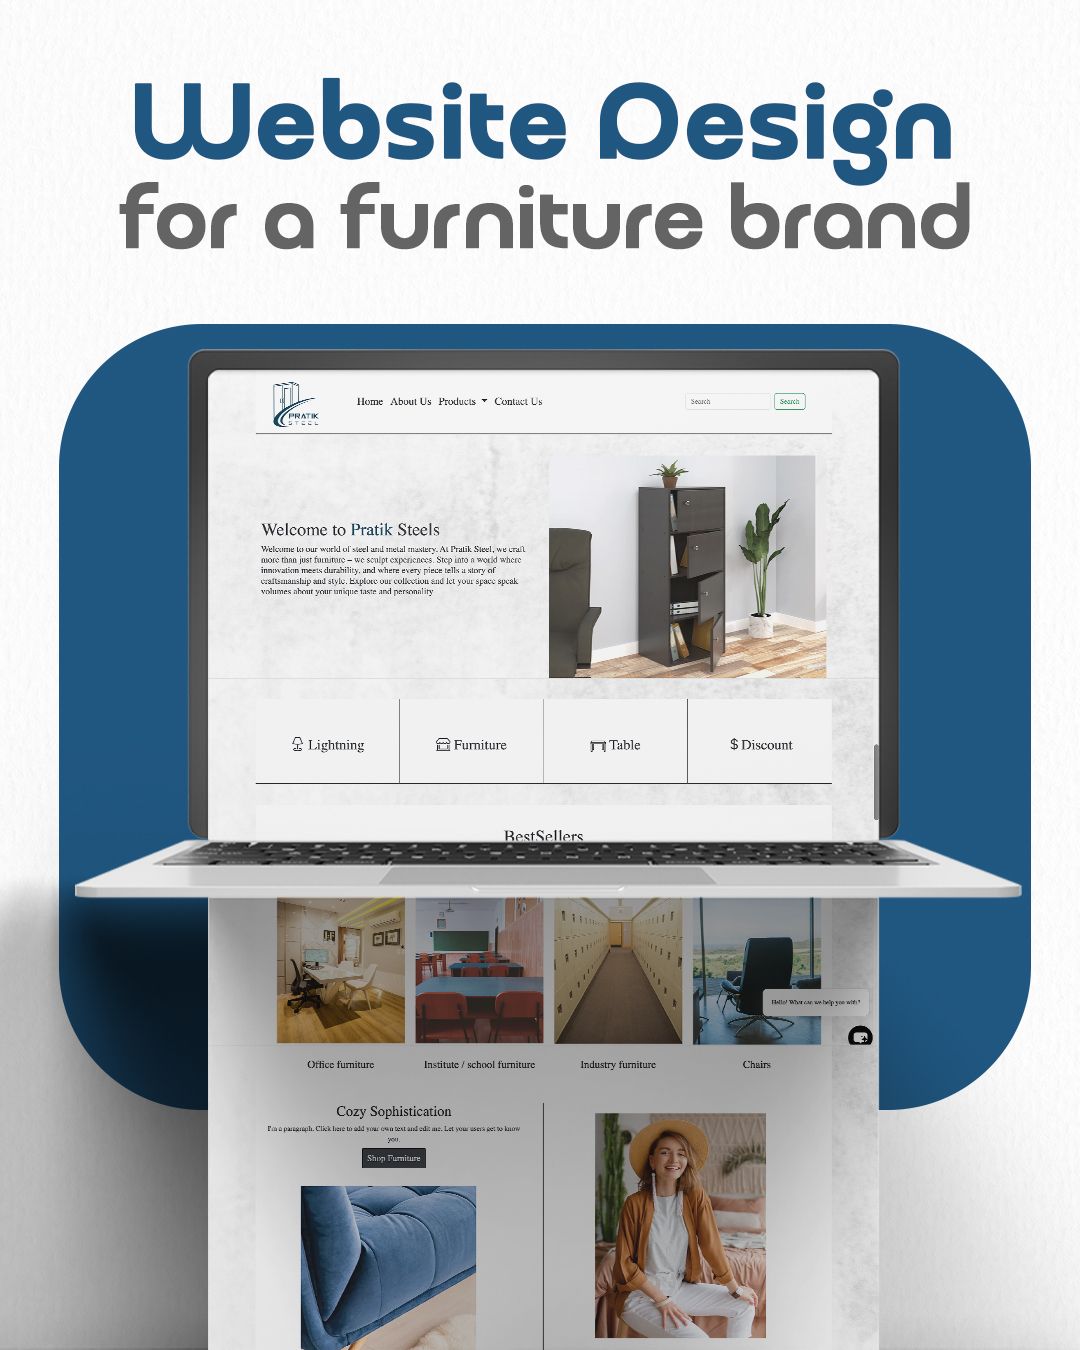 Website Design
for a furniture brand
PRATIK
STEEL
Home About Us Products Contact Us
Search
Search
Welcome to Pratik Steels
Welcome to our world of steel and metal mastery. At Pratik Steel, we craft
more than just furniture – we sculpt experiences. Step into a world where
innovation meets durability, and where every piece tells a story of
craftsmanship and style. Explore our collection and let your space speak
volumes about your unique taste and personality
Lightning
Furniture
Table
$ Discount
BestSellers
Hello! What can we help you with?
Office furniture
Institute / school furniture
Industry furniture
Chairs
Cozy Sophistication
I'm a paragraph. Click here to add your own text and edit me. Let your users get to know
you.
Shop Furniture